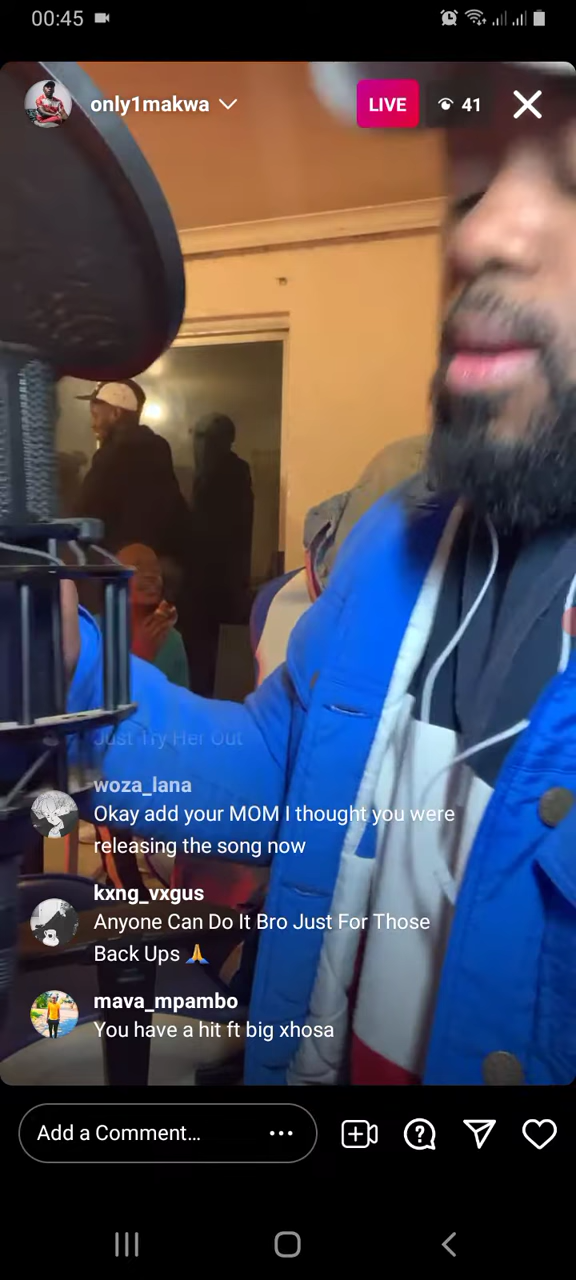 00:45
only1makwa
LIVE
41
Just Try Her Out
woza_lana
Okay add your MOM I thought you were
releasing the song now
kxng_vxgus
Anyone Can Do It Bro Just For Those
Back Ups 🙏
mava_mpambo
You have a hit ft big xhosa
Add a Comment...